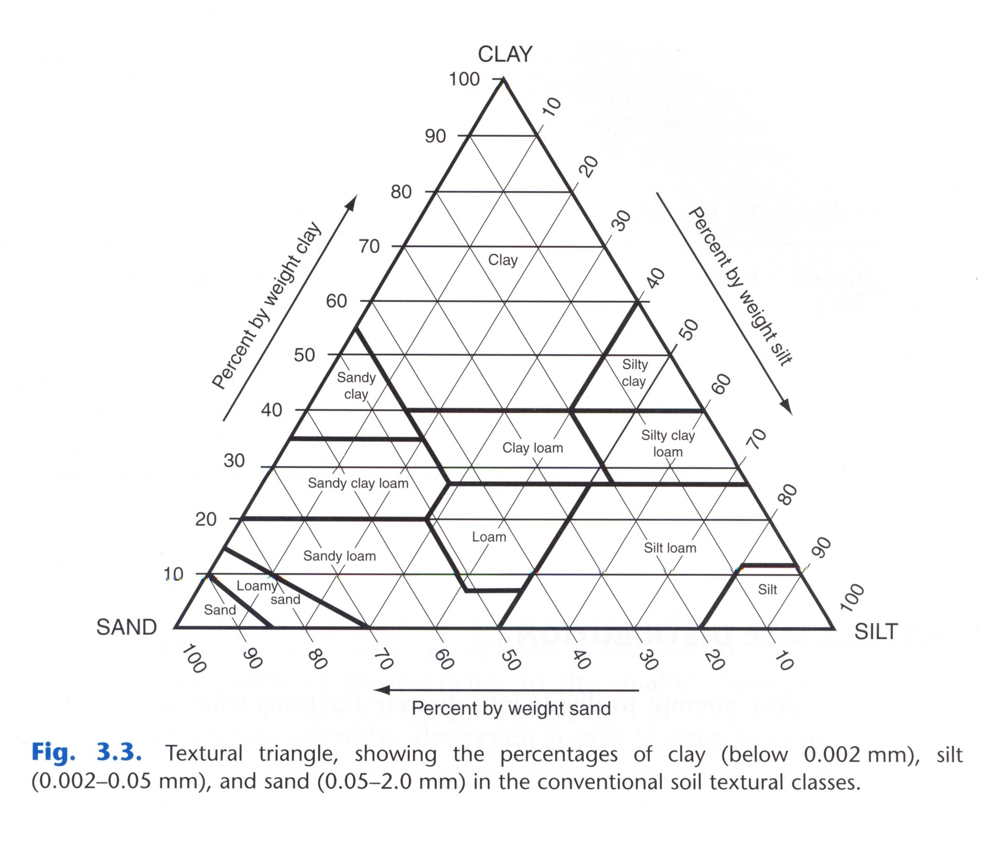 CLAY
100
10
90
20
80
30
70
Clay
40
60
50
50
Silty
clay
Sandy
clay
60
40
Silty clay
loam
Clay loam
70
30
Sandy clay loam
80
20
Loam
Silt loam
90
Sandy loam
10
Loamy
sand
Silt
100
Sand
SAND
SILT
100
90
80
70
60
50
40
30
20
10
Percent by weight clay
Percent by weight silt
Percent by weight sand
Fig. 3.3. Textural triangle, showing the percentages of clay (below 0.002 mm), silt
(0.002–0.05 mm), and sand (0.05–2.0 mm) in the conventional soil textural classes.